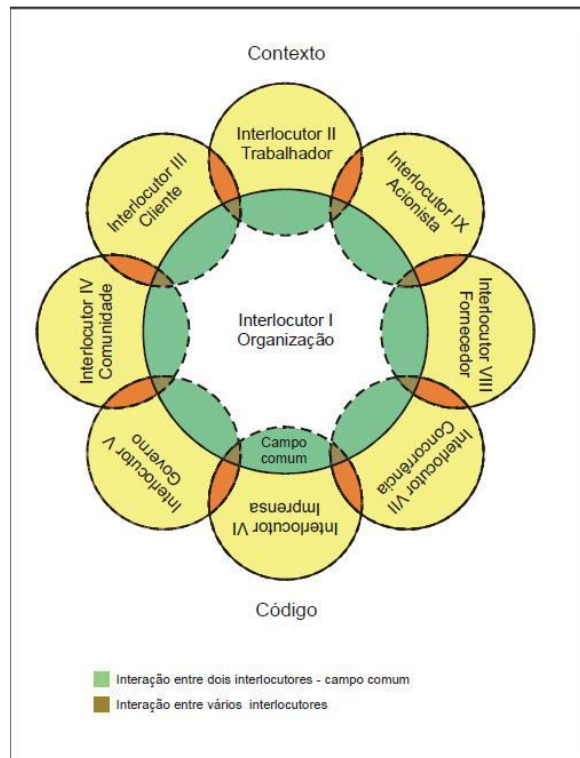 Contexto
Interlocutor II
Trabalhador
Interlocutor III
Cliente
Interlocutor IX
Acionista
Interlocutor IV
Comunidade
Interlocutor I
Organização
Interlocutor VIII
Fornecedor
Interlocutor V
Governo
Campo
comum
Interlocutor VI
Imprensa
Interlocutor VII
Concorrência
Código
Interação entre dois interlocutores - campo comum
Interação entre vários interlocutores